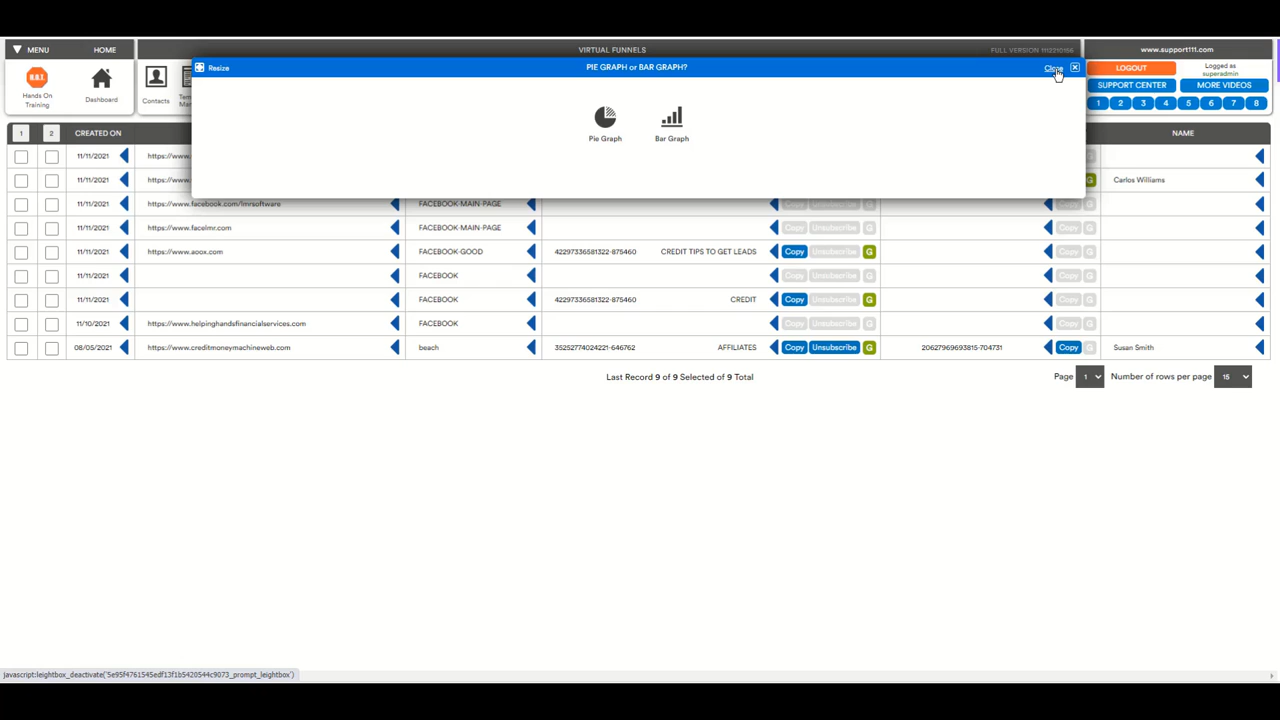 MENU HOME
VIRTUAL FUNNELS
FULL VERSION 1112210156
www.support111.com
Resize
PIE GRAPH or BAR GRAPH?
Close
H.O.T.
Hands On
Training
Dashboard
Contacts
LOGOUT
Logged as
superadmin
SUPPORT CENTER
MORE VIDEOS
1 2 3 4 5 6 7 8
Pie Graph
Bar Graph
1 2 CREATED ON NAME
11/11/2021 https://www.
11/11/2021 https://www. G Carlos Williams
11/11/2021 https://www.facebook.com/lmrsoftware FACEBOOK-MAIN-PAGE Copy Unsubscribe G Copy G
11/11/2021 https://www.facelmr.com FACEBOOK-MAIN-PAGE Copy Unsubscribe G Copy G
11/11/2021 https://www.aoox.com FACEBOOK-GOOD 42297336581322-875460 CREDIT TIPS TO GET LEADS Copy Unsubscribe G Copy G
11/11/2021 FACEBOOK Copy Unsubscribe G Copy G
11/11/2021 FACEBOOK 42297336581322-875460 CREDIT Copy Unsubscribe G Copy G
11/10/2021 https://www.helpinghandsfinancialservices.com FACEBOOK Copy Unsubscribe G Copy G
08/05/2021 https://www.creditmoneymachineweb.com beach 35252774024221-646762 AFFILIATES Copy Unsubscribe G 20627969693815-704731 Copy G Susan Smith
Last Record 9 of 9 Selected of 9 Total
Page 1 Number of rows per page 15
javascript:leightbox_deactivate('5e95f4761545edf13f1b5420544c9073_prompt_leightbox')